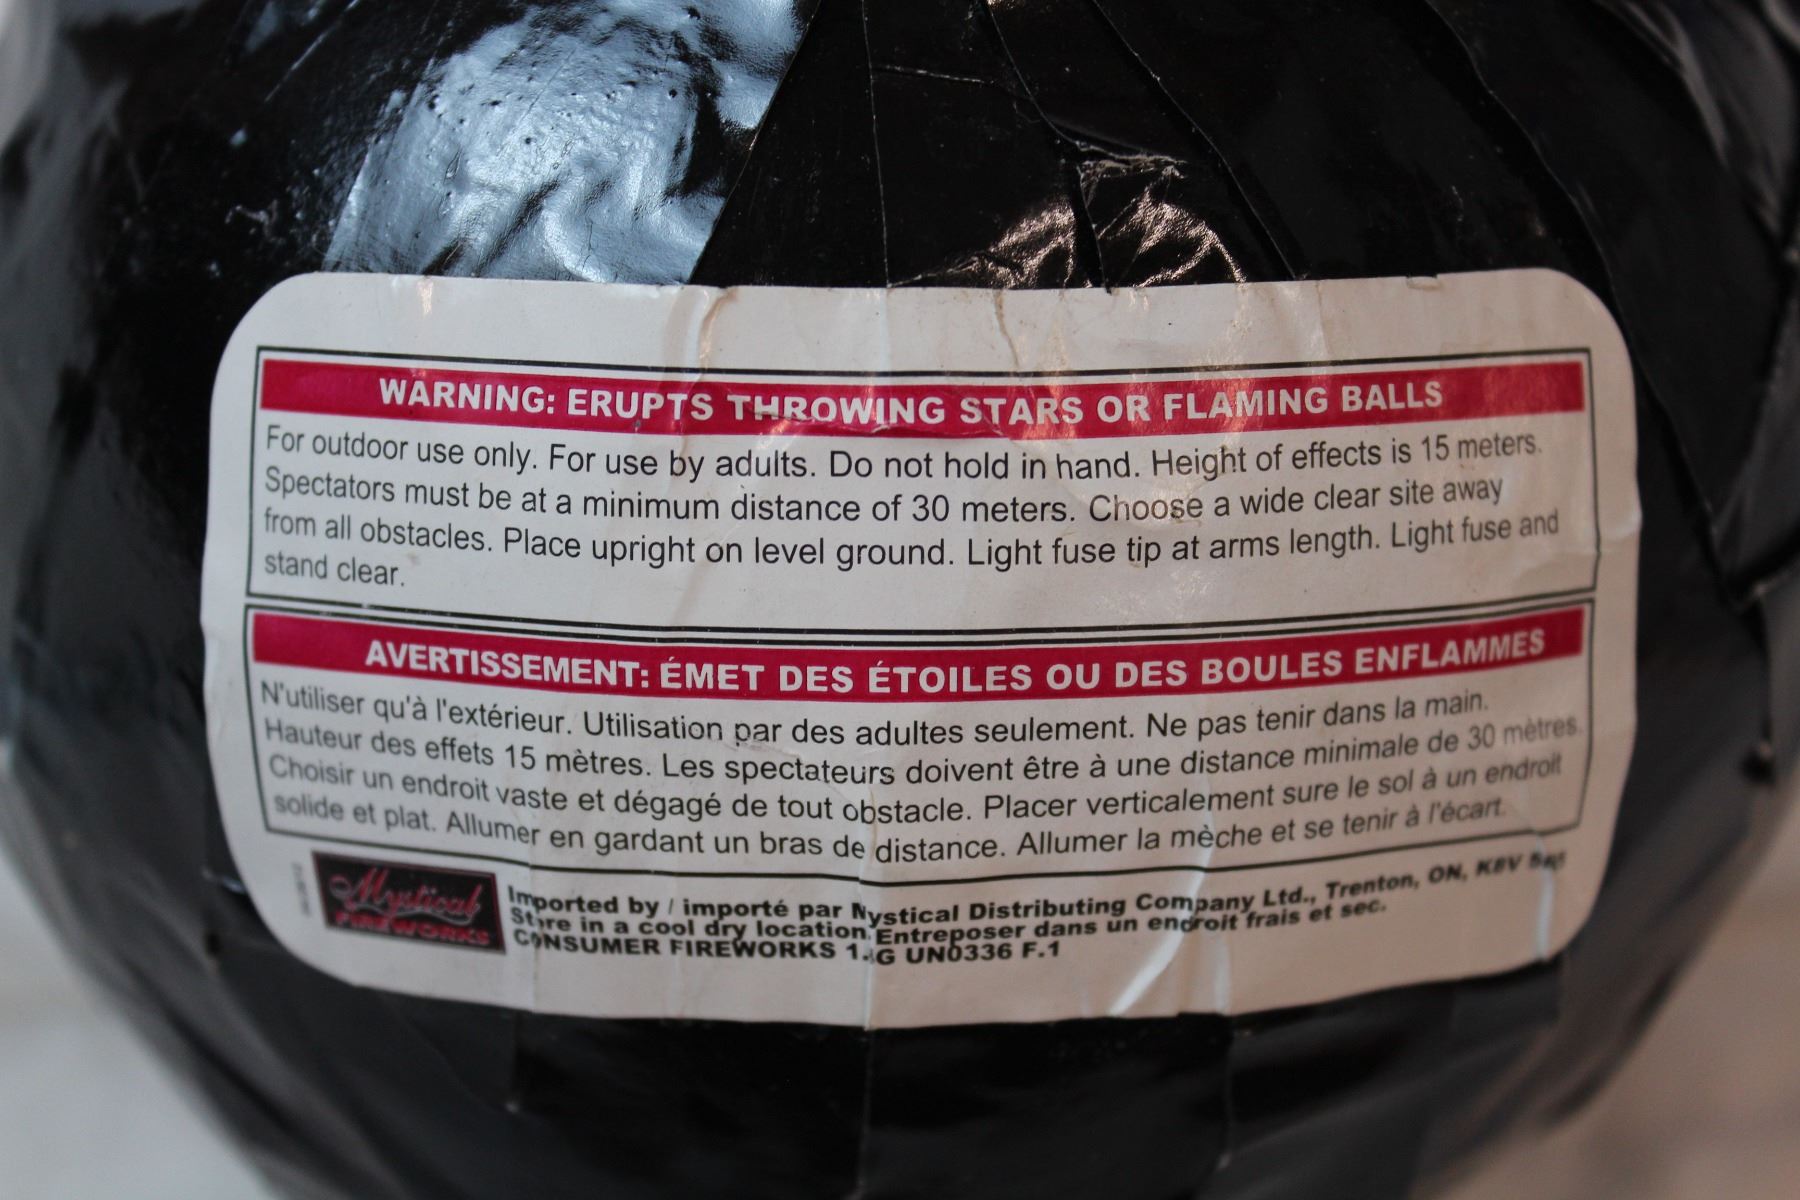 WARNING: ERUPTS THROWING STARS OR FLAMING BALLS
For outdoor use only. For use by adults. Do not hold in hand. Height of effects is 15 meters.
Spectators must be at a minimum distance of 30 meters. Choose a wide clear site away
from all obstacles. Place upright on level ground. Light fuse tip at arms length. Light fuse and
stand clear.
AVERTISSEMENT: ÉMET DES ÉTOILES OU DES BOULES ENFLAMMES
N'utiliser qu'à l'extérieur. Utilisation par des adultes seulement. Ne pas tenir dans la main.
Hauteur des effets 15 mètres. Les spectateurs doivent être à une distance minimale de 30 mètres.
Choisir un endroit vaste et dégagé de tout obstacle. Placer verticalement sure le sol à un endroit
solide et plat. Allumer en gardant un bras de distance. Allumer la mèche et se tenir à l'écart.
Mystical
FIREWORKS
Imported by / importé par Mystical Distributing Company Ltd., Trenton, ON, K8V
Store in a cool dry location. Entreposer dans un endroit frais et sec.
CONSUMER FIREWORKS 1.4G UN0336 F.1